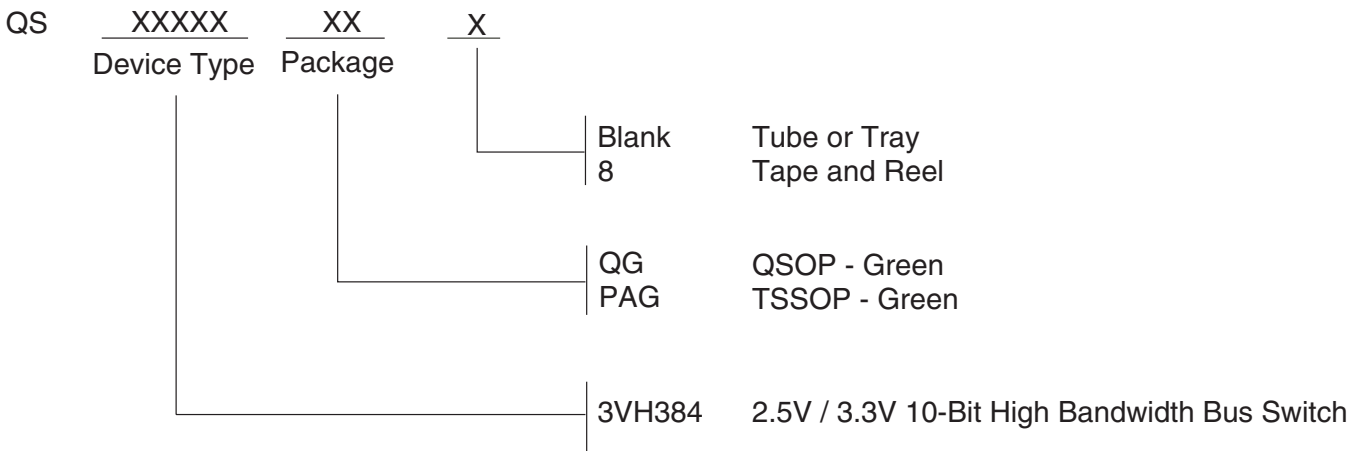 QS XXXXX XX X
Device Type Package
Blank Tube or Tray
8 Tape and Reel
QG QSOP - Green
PAG TSSOP - Green
3VH384 2.5V / 3.3V 10-Bit High Bandwidth Bus Switch